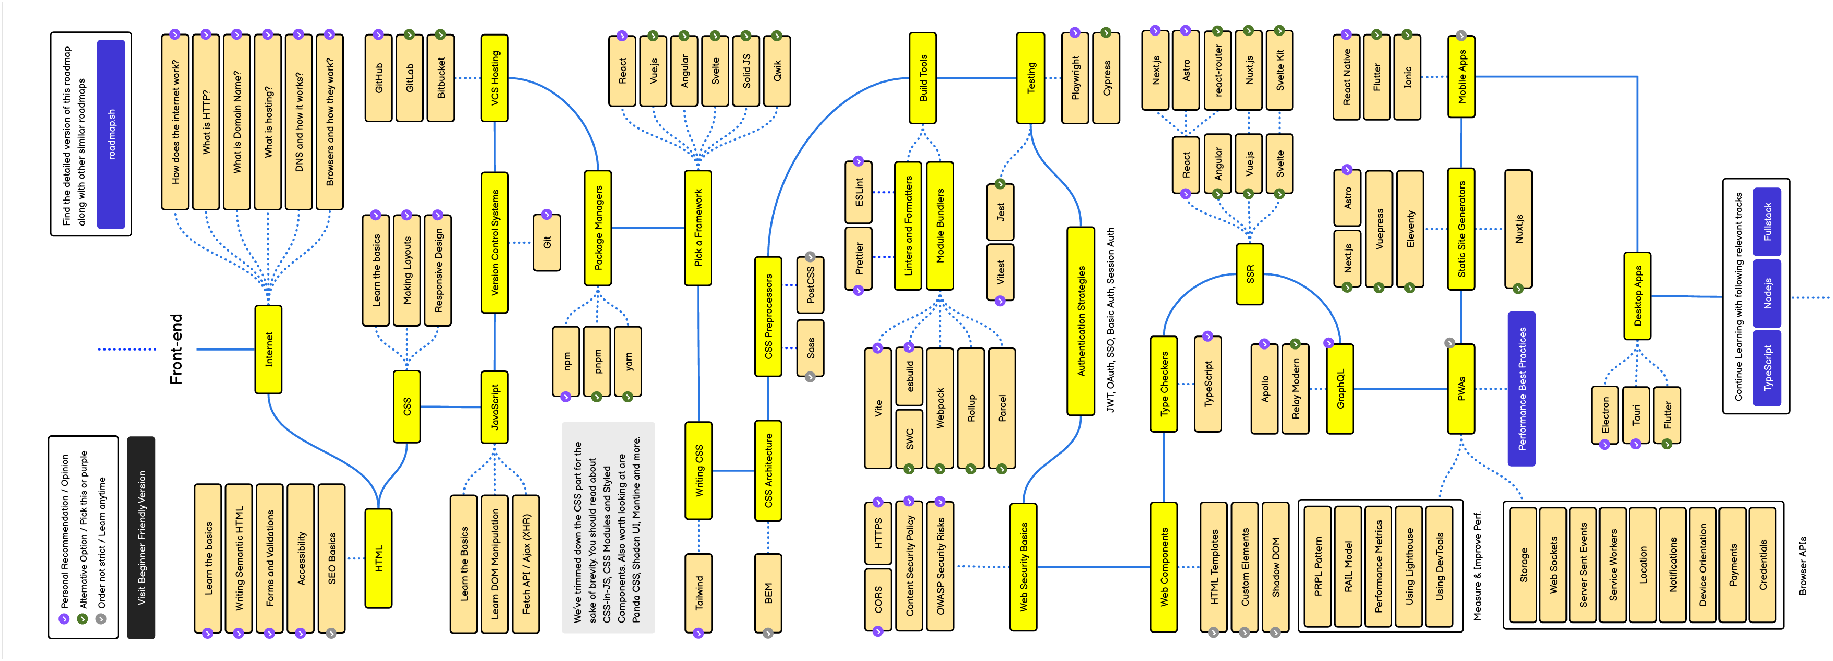 Find the detailed version of this roadmap
along with other similar roadmaps
roadmap.sh
Front-end
Personal Recommendation / Opinion
Alternative Option / Pick this or purple
Order not strict / Learn anytime
Visit Beginner Friendly Version
Internet
How does the internet work?
What is HTTP?
What is Domain Name?
What is hosting?
DNS and how it works?
Browsers and how they work?
HTML
Learn the basics
Writing Semantic HTML
Forms and Validations
Accessibility
SEO Basics
CSS
Learn the basics
Making Layouts
Responsive Design
JavaScript
Learn the Basics
Learn DOM Manipulation
Fetch API / Ajax (XHR)
Version Control Systems
Git
VCS Hosting
GitHub
GitLab
Bitbucket
Package Managers
npm
pnpm
yarn
We've trimmed down the CSS part for the
sake of brevity. You should read about
CSS-in-JS, CSS Modules and Styled
Components. Also worth looking at are
Panda CSS, Shadcn UI, Mantine and more.
Pick a Framework
React
Vue.js
Angular
Svelte
Solid JS
Qwik
Writing CSS
Tailwind
CSS Architecture
BEM
CSS Preprocessors
Sass
PostCSS
Build Tools
Linters and Formatters
Prettier
ESLint
Module Bundlers
Vite
SWC
esbuild
Webpack
Rollup
Parcel
Testing
Vitest
Jest
Playwright
Cypress
Authentication Strategies
JWT, OAuth, SSO, Basic Auth, Session Auth
Web Security Basics
CORS
HTTPS
Content Security Policy
OWASP Security Risks
Web Components
HTML Templates
Custom Elements
Shadow DOM
Type Checkers
TypeScript
SSR
React
Angular
Vue.js
Svelte
Next.js
Astro
react-router
Nuxt.js
Svelte Kit
GraphQL
Apollo
Relay Modern
Static Site Generators
Next.js
Astro
Vuepress
Eleventy
Nuxt.js
PWAs
Performance Best Practices
PRPL Pattern
RAIL Model
Performance Metrics
Using Lighthouse
Using DevTools
Measure & Improve Perf.
Storage
Web Sockets
Server Sent Events
Service Workers
Location
Notifications
Device Orientation
Payments
Credentials
Browser APIs
Mobile Apps
React Native
Flutter
Ionic
Desktop Apps
Electron
Tauri
Flutter
Continue Learning with following relevant tracks
TypeScript
Node.js
Fullstack